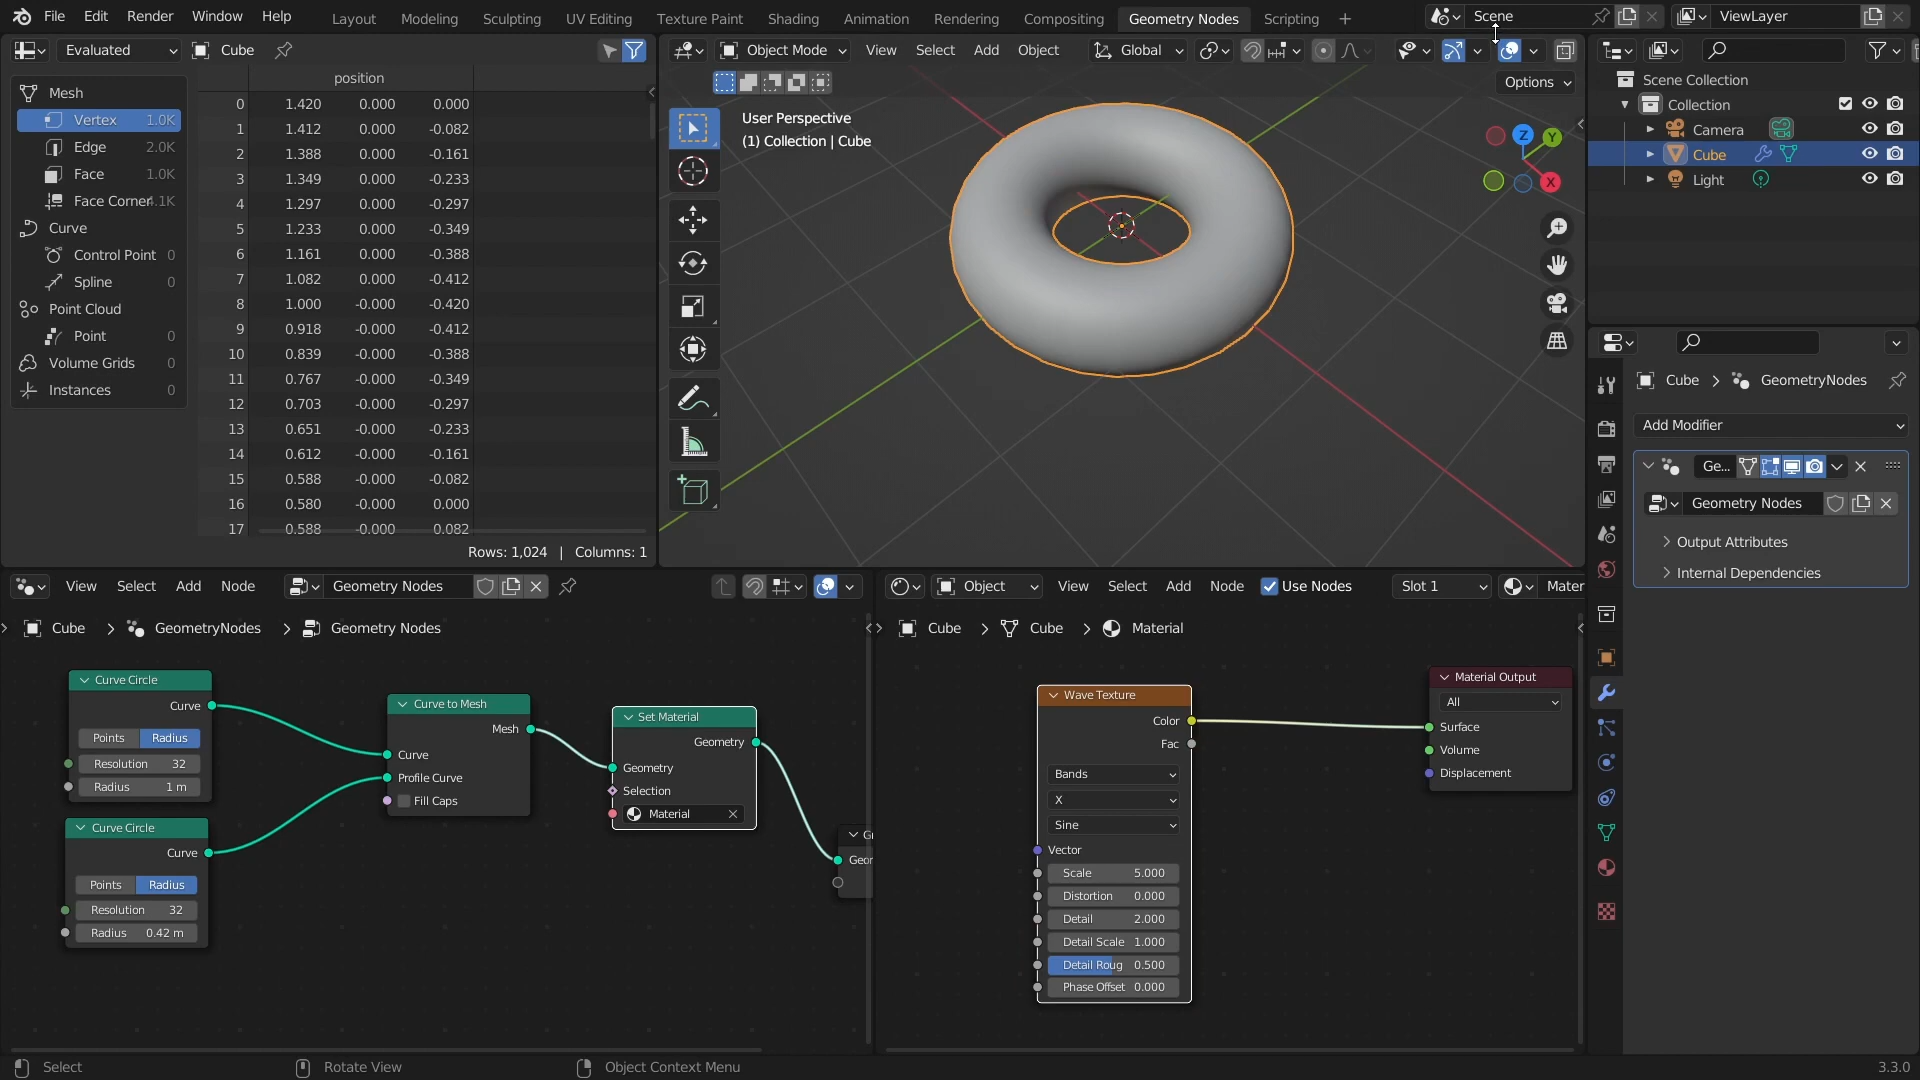 File Edit Render Window Help
Layout Modeling Sculpting UV Editing Texture Paint Shading Animation Rendering Compositing Geometry Nodes Scripting +
Scene
ViewLayer
Evaluated
Cube
position
Mesh
Vertex 1.0K
Edge 2.0K
Face 1.0K
Face Corner 4.1K
Curve
Control Point 0
Spline 0
Point Cloud
Point 0
Volume Grids 0
Instances 0
0 1.420 0.000 0.000
1 1.412 0.000 -0.082
2 1.388 0.000 -0.161
3 1.349 0.000 -0.233
4 1.297 0.000 -0.297
5 1.233 0.000 -0.349
6 1.161 0.000 -0.388
7 1.082 0.000 -0.412
8 1.000 -0.000 -0.420
9 0.918 -0.000 -0.412
10 0.839 -0.000 -0.388
11 0.767 -0.000 -0.349
12 0.703 -0.000 -0.297
13 0.651 -0.000 -0.233
14 0.612 -0.000 -0.161
15 0.588 -0.000 -0.082
16 0.580 -0.000 0.000
17 0.588 -0.000 0.082
Rows: 1,024 | Columns: 1
Object Mode View Select Add Object
Global
Options
User Perspective
(1) Collection | Cube
Z
Y
X
Scene Collection
Collection
Camera
Cube
Light
Cube > GeometryNodes
Add Modifier
Ge...
Geometry Nodes
Output Attributes
Internal Dependencies
View Select Add Node
Geometry Nodes
Cube > GeometryNodes > Geometry Nodes
Curve Circle
Curve
Points Radius
Resolution 32
Radius 1 m
Curve Circle
Curve
Points Radius
Resolution 32
Radius 0.42 m
Curve to Mesh
Mesh
Curve
Profile Curve
Fill Caps
Set Material
Geometry
Geometry
Selection
Material
Gr
Geor
Object View Select Add Node Use Nodes
Slot 1
Mater
Cube > Cube > Material
Wave Texture
Color
Fac
Bands
X
Sine
Vector
Scale 5.000
Distortion 0.000
Detail 2.000
Detail Scale 1.000
Detail Roug 0.500
Phase Offset 0.000
Material Output
All
Surface
Volume
Displacement
Select
Rotate View
Object Context Menu
3.3.0